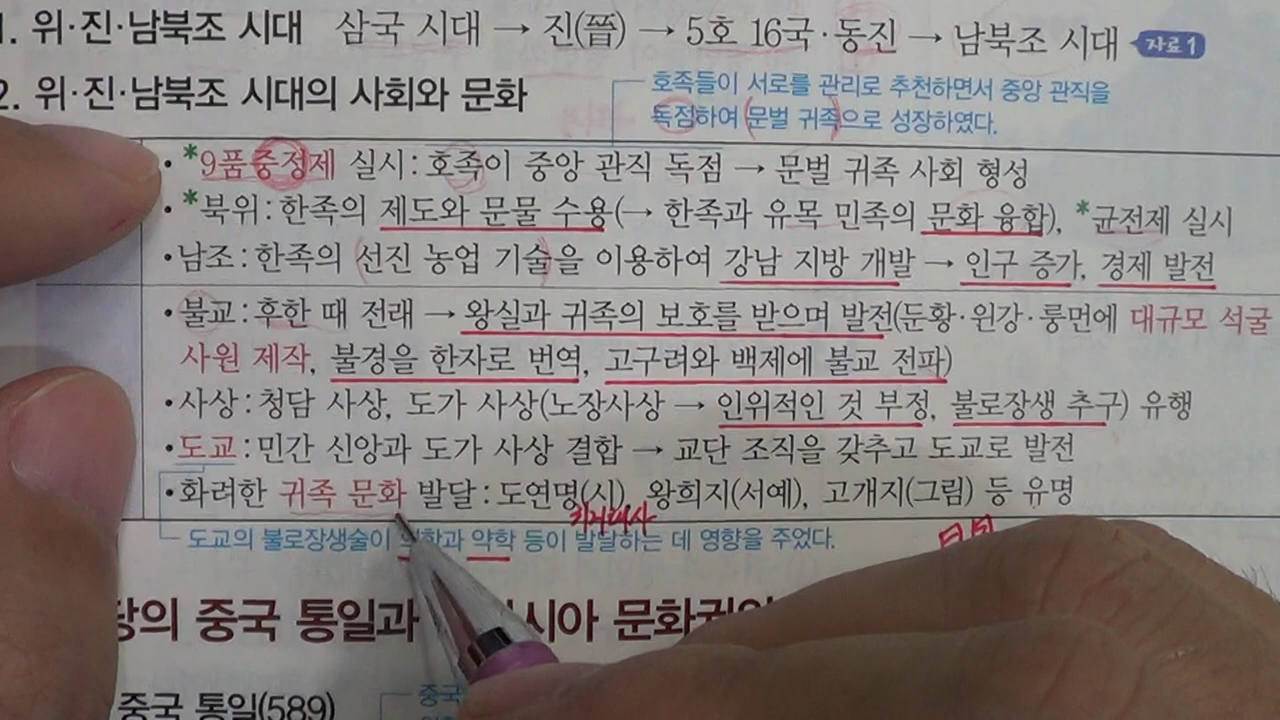 1. 위·진·남북조 시대 삼국 시대 → 진(晉) → 5호 16국·동진 → 남북조 시대 자료 1
2. 위·진·남북조 시대의 사회와 문화
호족들이 서로를 관리로 추천하면서 중앙 관직을
독점하여 문벌 귀족으로 성장하였다.
• *9품중정제 실시: 호족이 중앙 관직 독점 → 문벌 귀족 사회 형성
• *북위: 한족의 제도와 문물 수용(→ 한족과 유목 민족의 문화 융합), *균전제 실시
• 남조: 한족의 선진 농업 기술을 이용하여 강남 지방 개발 → 인구 증가, 경제 발전
• 불교: 후한 때 전래 → 왕실과 귀족의 보호를 받으며 발전(둔황·윈강·룽먼에 대규모 석굴
사원 제작, 불경을 한자로 번역, 고구려와 백제에 불교 전파)
• 사상: 청담 사상, 도가 사상(노장사상 → 인위적인 것 부정, 불로장생 추구) 유행
• 도교: 민간 신앙과 도가 사상 결합 → 교단 조직을 갖추고 도교로 발전
• 화려한 귀족 문화 발달: 도연명(시), 왕희지(서예), 고개지(그림) 등 유명
도교의 불로장생술이 의학과 약학 등이 발달하는 데 영향을 주었다.
당의 중국 통일과 시아 문화권
중국 통일(589)
중국